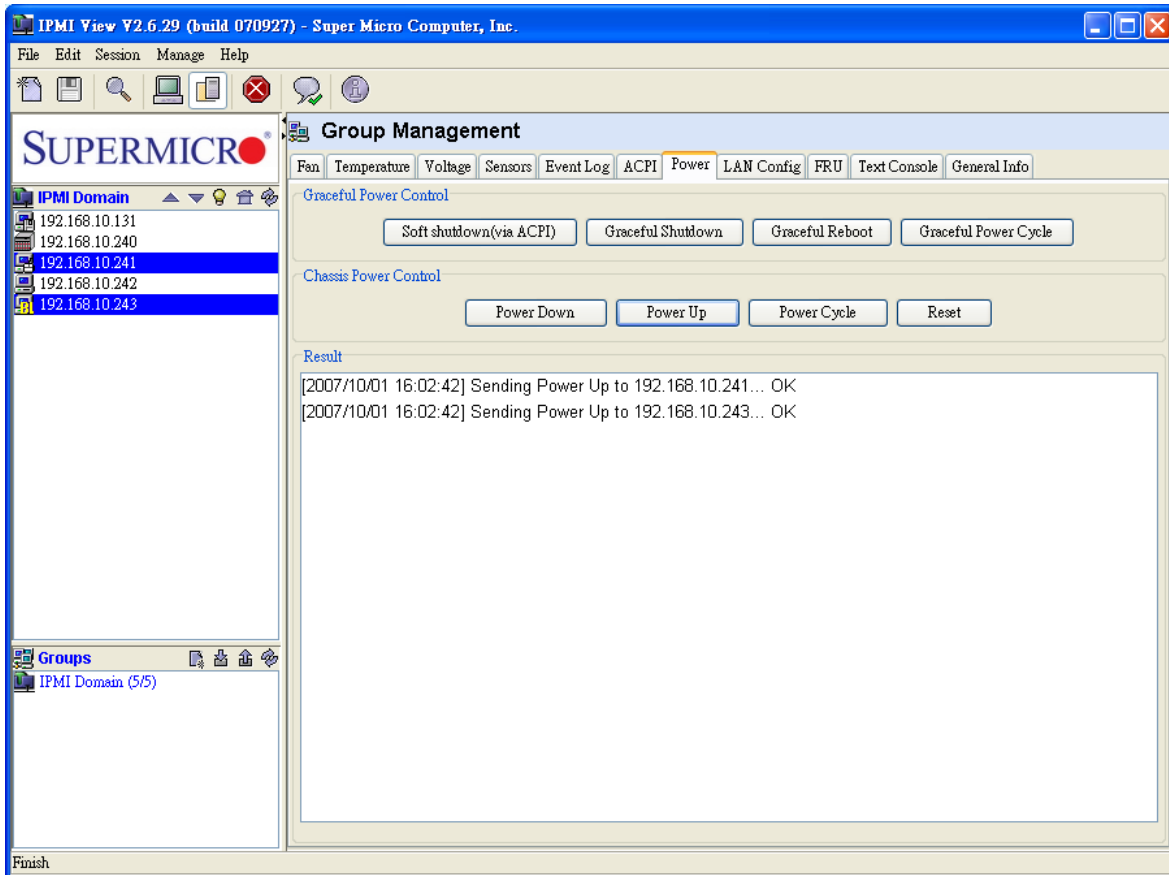 IPMI View V2.6.29 (build 070927) - Super Micro Computer, Inc.
File Edit Session Manage Help
SUPERMICRO®
Group Management
Fan Temperature Voltage Sensors Event Log ACPI Power LAN Config FRU Text Console General Info
IPMI Domain
192.168.10.131
192.168.10.240
192.168.10.241
192.168.10.242
192.168.10.243
Graceful Power Control
Soft shutdown(via ACPI) Graceful Shutdown Graceful Reboot Graceful Power Cycle
Chassis Power Control
Power Down Power Up Power Cycle Reset
Result
[2007/10/01 16:02:42] Sending Power Up to 192.168.10.241... OK
[2007/10/01 16:02:42] Sending Power Up to 192.168.10.243... OK
Groups
IPMI Domain (5/5)
Finish